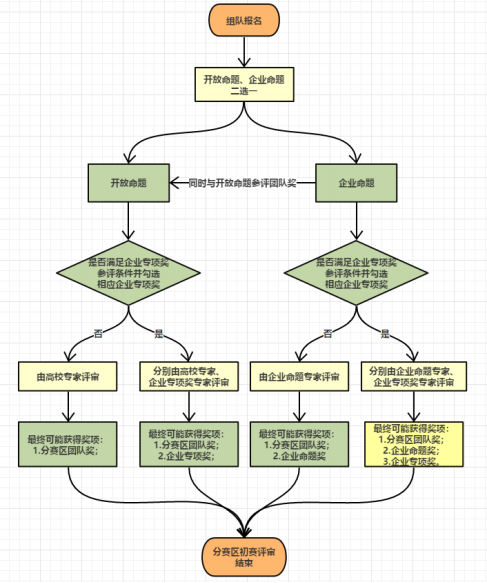 组队报名
开放命题、企业命题
二选一
开放命题
同时与开放命题参评团队奖
企业命题
是否满足企业专项奖
参评条件并勾选
相应企业专项奖
是否满足企业专项奖
参评条件并勾选
相应企业专项奖
否
是
否
是
由高校专家评审
分别由高校专家、
企业专项奖专家评审
由企业命题专家评审
分别由企业命题专家、
企业专项奖专家评审
最终可能获得奖项：
1.分赛区团队奖；
最终可能获得奖项：
1.分赛区团队奖；
2.企业专项奖；
最终可能获得奖项：
1.分赛区团队奖；
2.企业命题奖
最终可能获得奖项：
1.分赛区团队奖；
2.企业命题奖；
3.企业专项奖。
分赛区初赛评审
结束